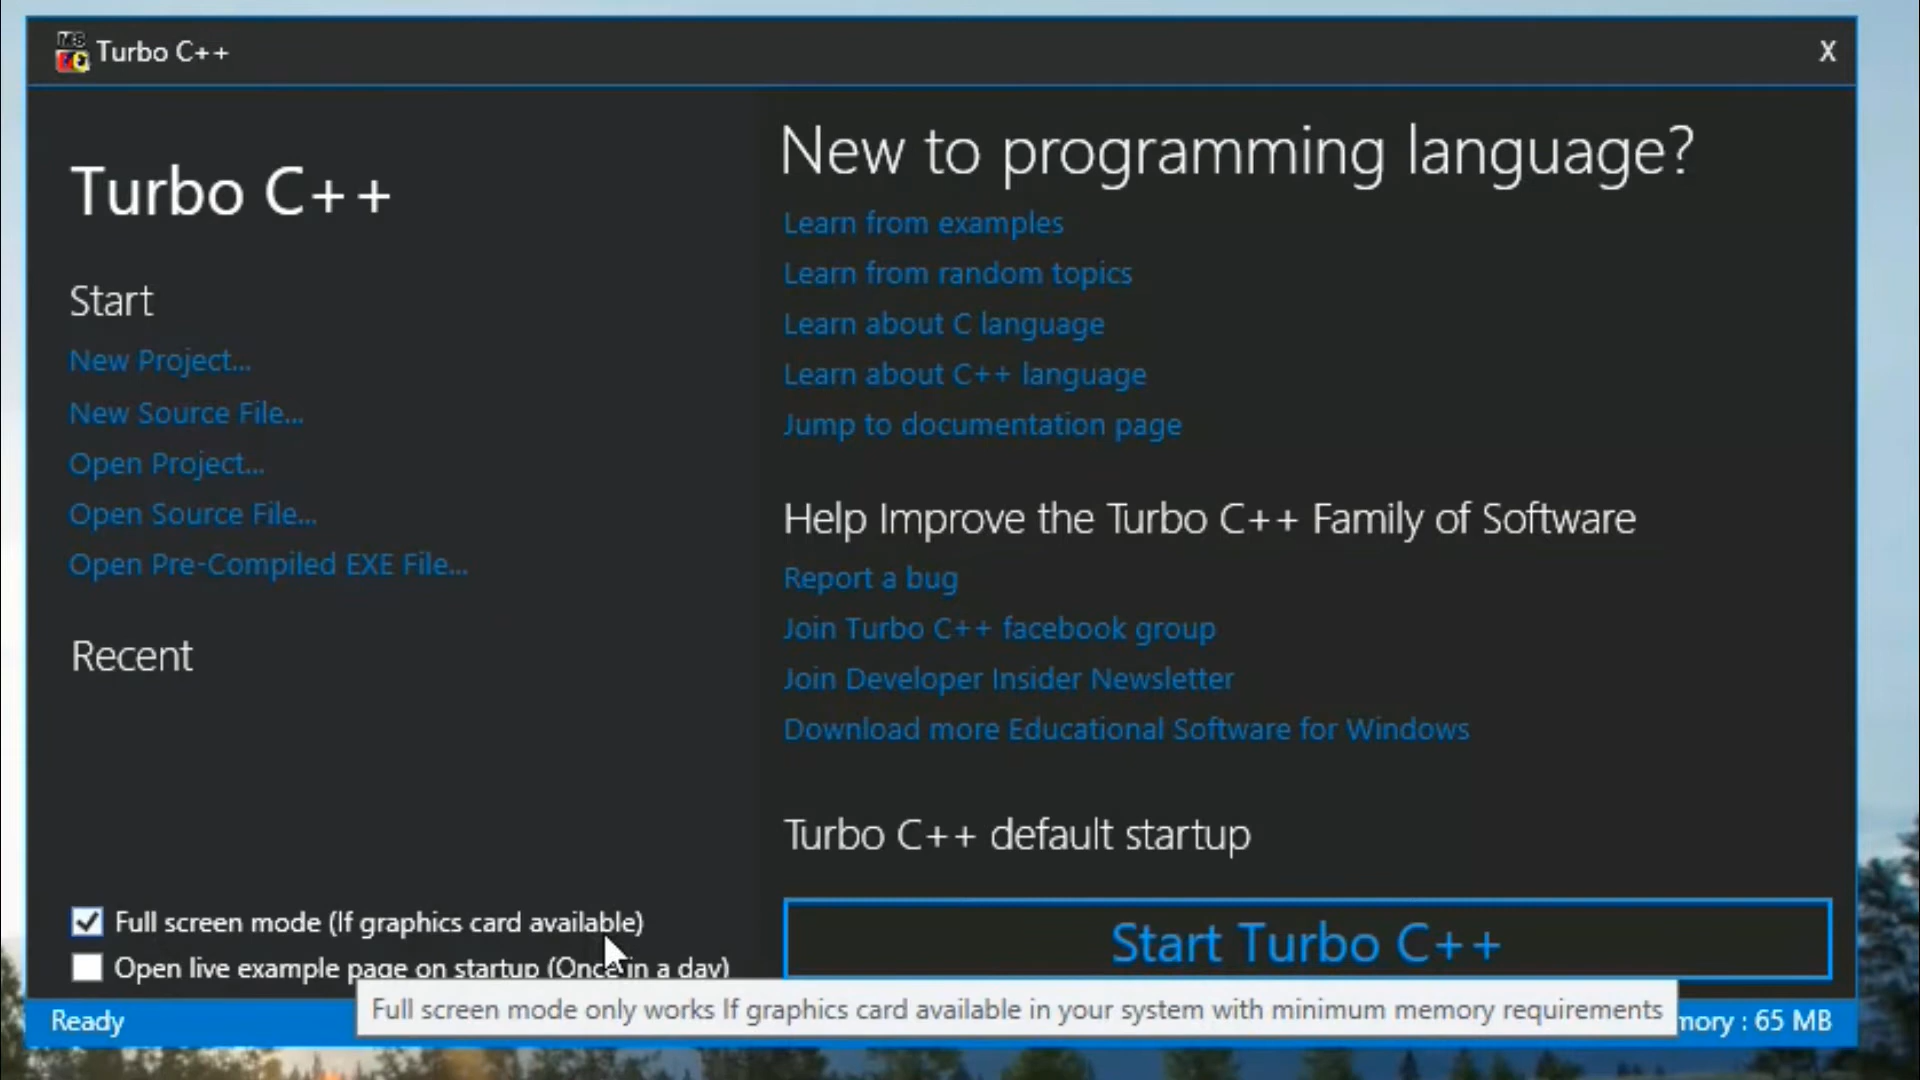 Turbo C++
X
Turbo C++
Start
New Project...
New Source File...
Open Project...
Open Source File...
Open Pre-Compiled EXE File...
Recent
Full screen mode (If graphics card available)
Open live example page on startup (Once in a day)
New to programming language?
Learn from examples
Learn from random topics
Learn about C language
Learn about C++ language
Jump to documentation page
Help Improve the Turbo C++ Family of Software
Report a bug
Join Turbo C++ facebook group
Join Developer Insider Newsletter
Download more Educational Software for Windows
Turbo C++ default startup
Start Turbo C++
Full screen mode only works If graphics card available in your system with minimum memory requirements
Ready
mory : 65 MB